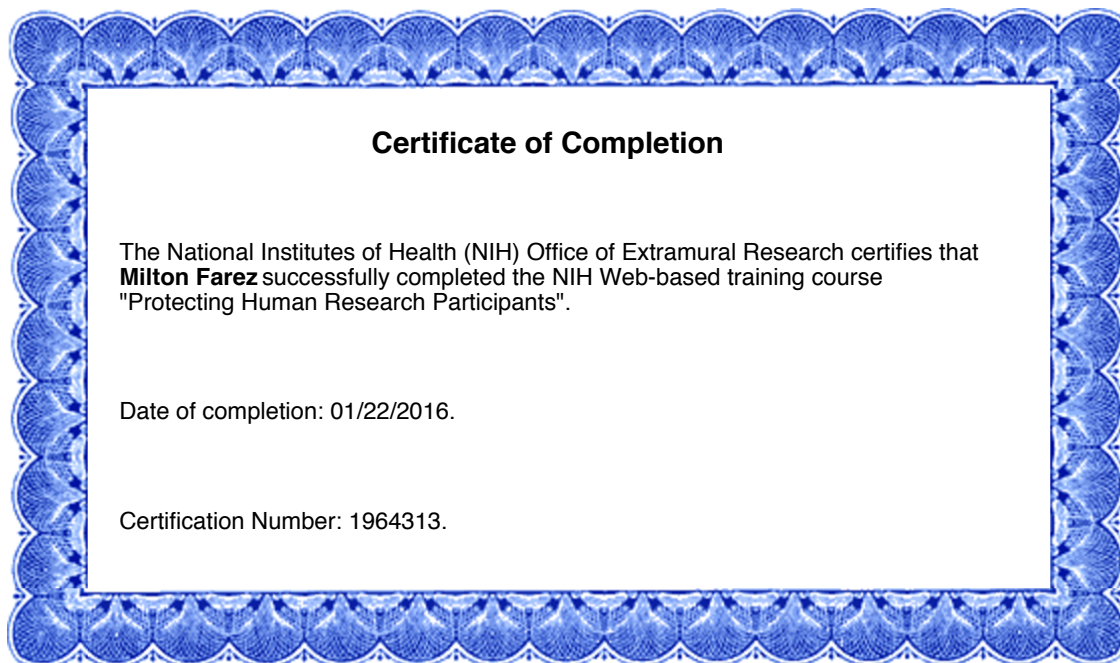 Certificate of Completion
The National Institutes of Health (NIH) Office of Extramural Research certifies that
Milton Farez successfully completed the NIH Web-based training course
"Protecting Human Research Participants".
Date of completion: 01/22/2016.
Certification Number: 1964313.